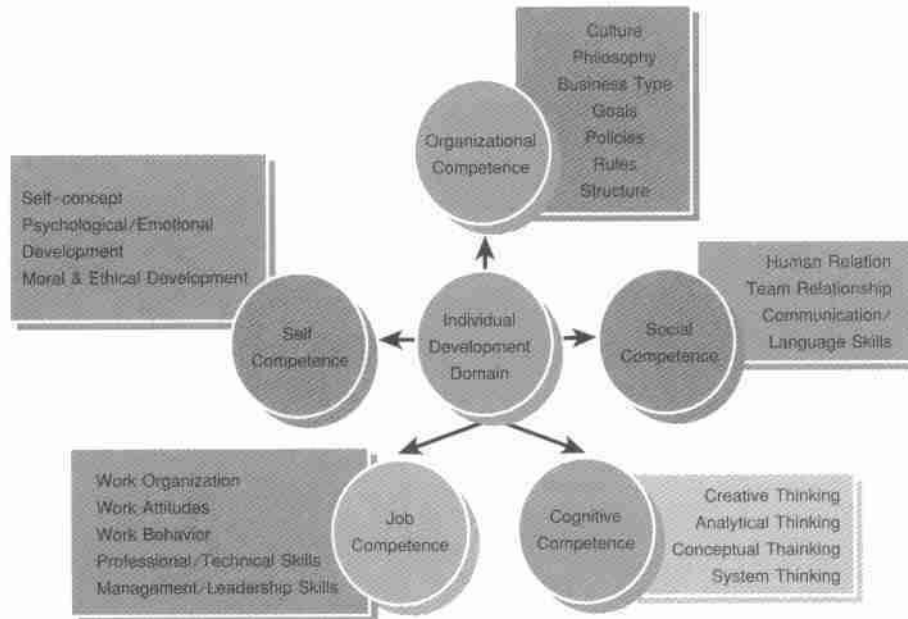 Culture
Philosophy
Business Type
Goals
Policies
Rules
Structure
Organizational
Competence
Self-concept
Psychological/Emotional
Development
Moral & Ethical Development
Self
Competence
Individual
Development
Domain
Social
Competence
Human Relation
Team Relationship
Communication/
Language Skills
Work Organization
Work Attitudes
Work Behavior
Professional/Technical Skills
Management/Leadership Skills
Job
Competence
Cognitive
Competence
Creative Thinking
Analytical Thinking
Conceptual Thainking
System Thinking